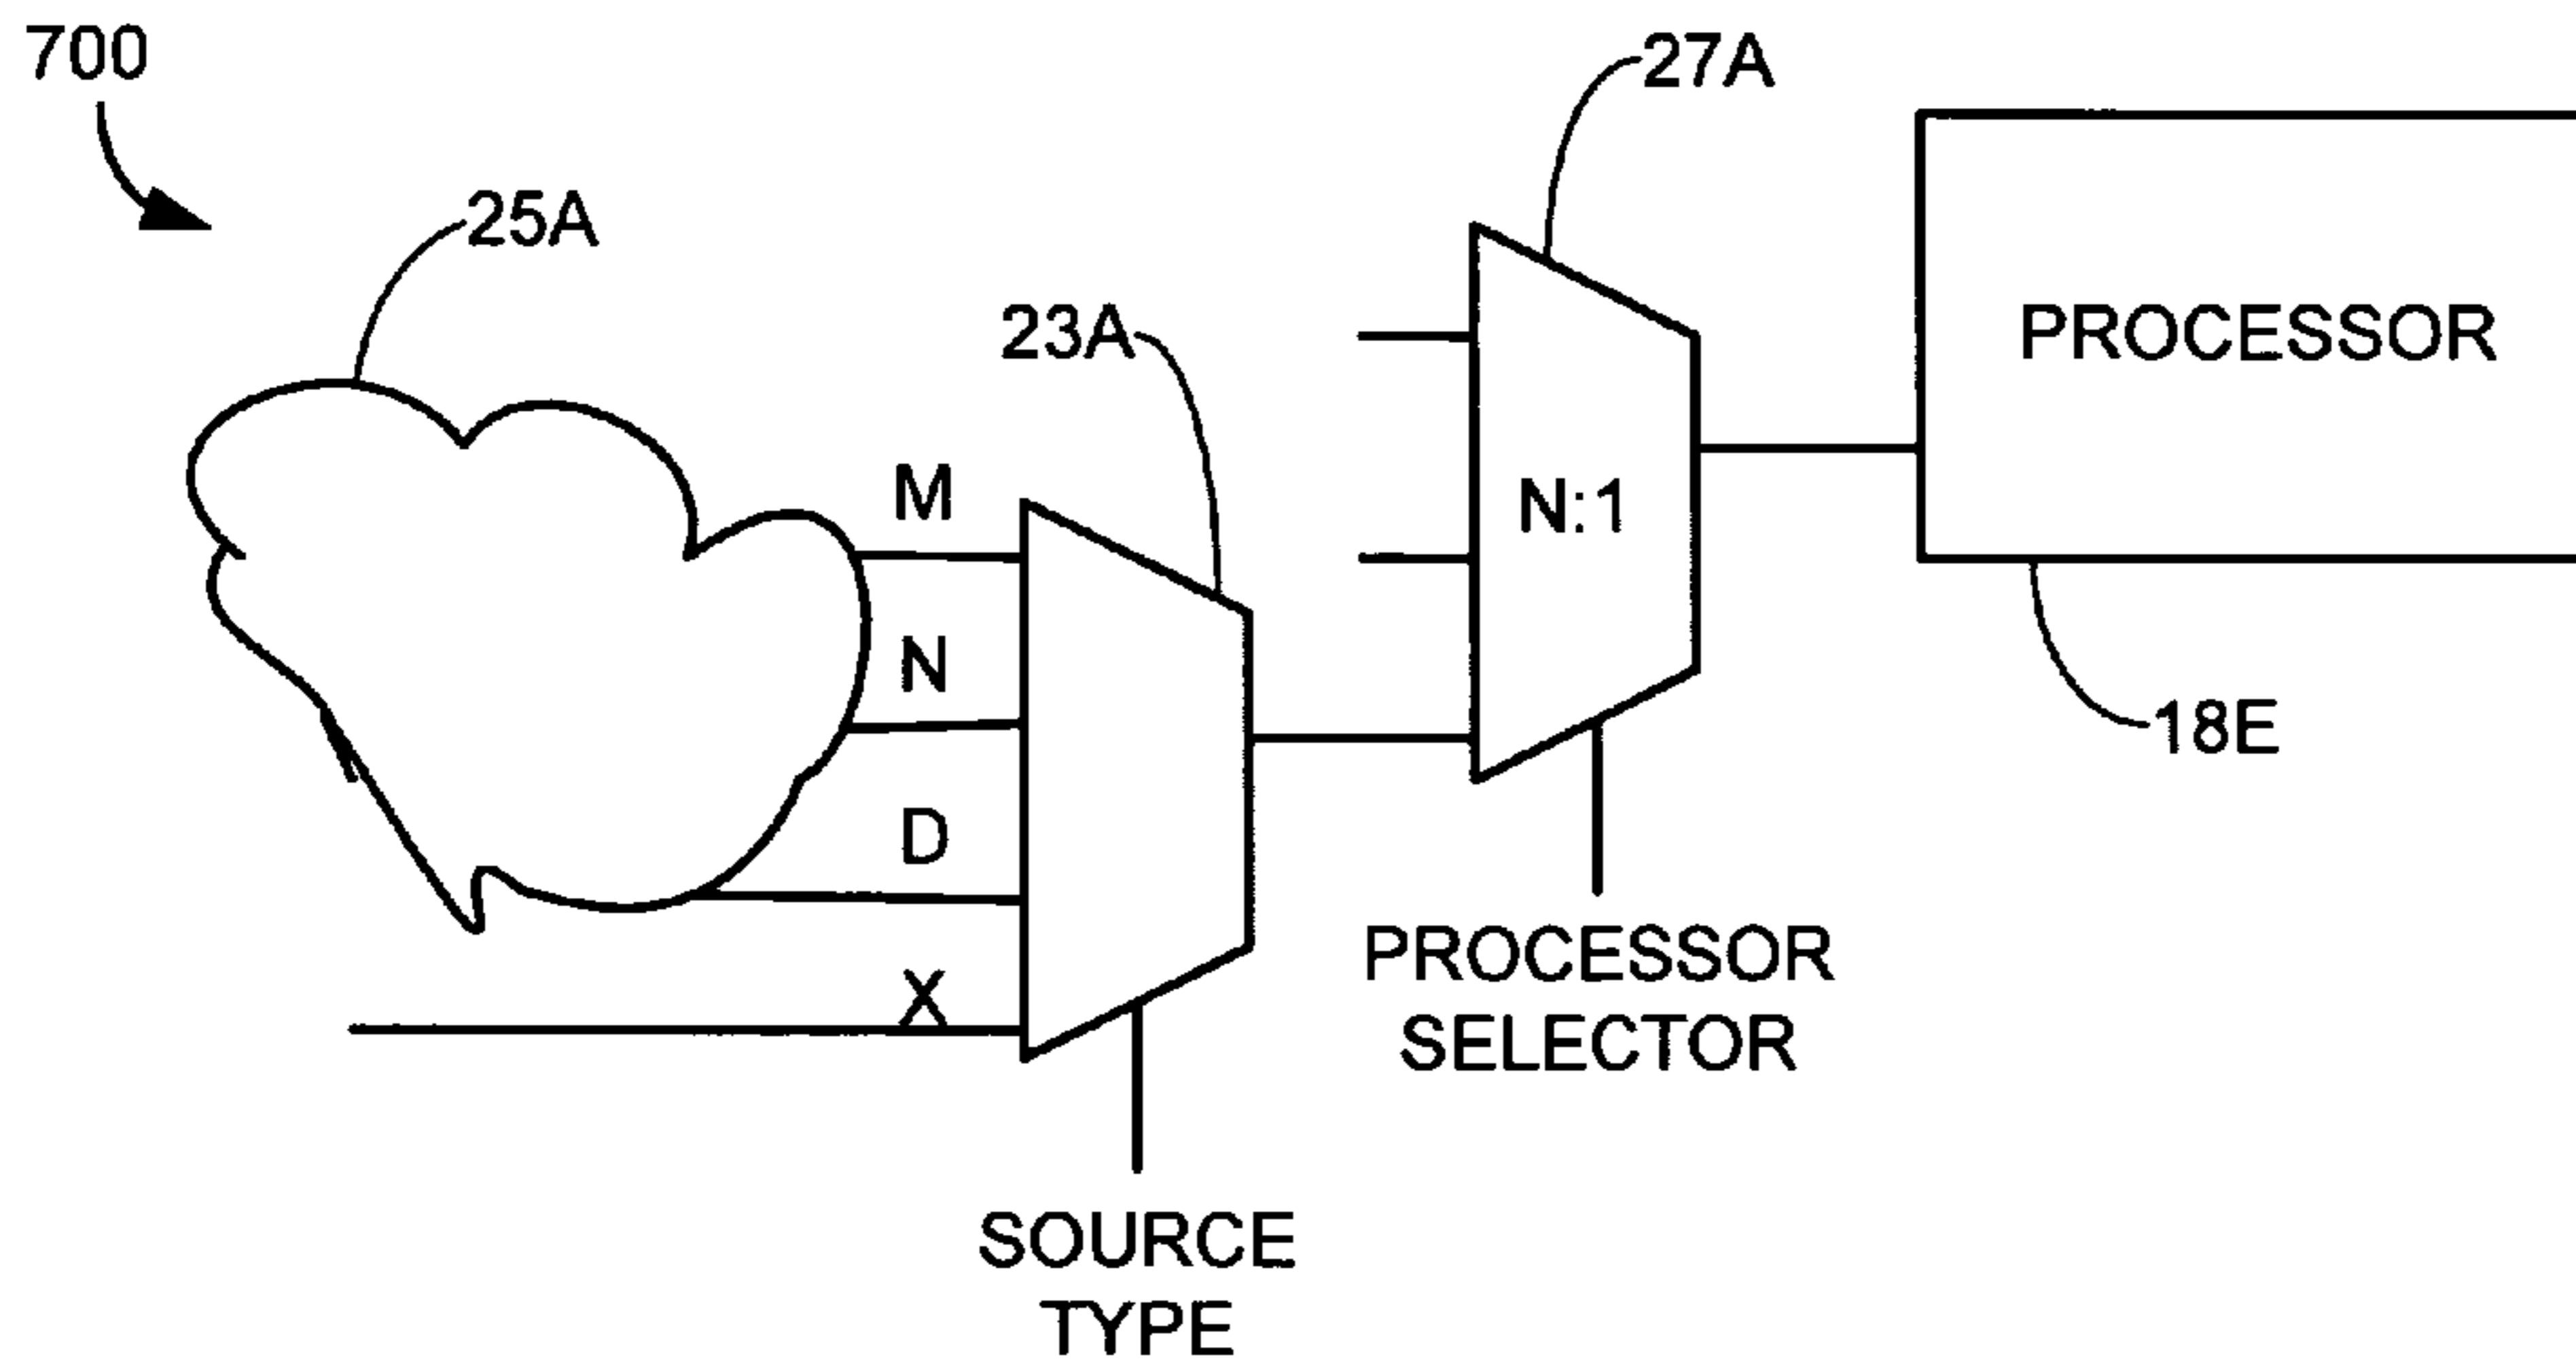 700
27A
25A
23A
PROCESSOR
M
N:1
N
18E
D
X
PROCESSOR
SELECTOR
SOURCE
TYPE